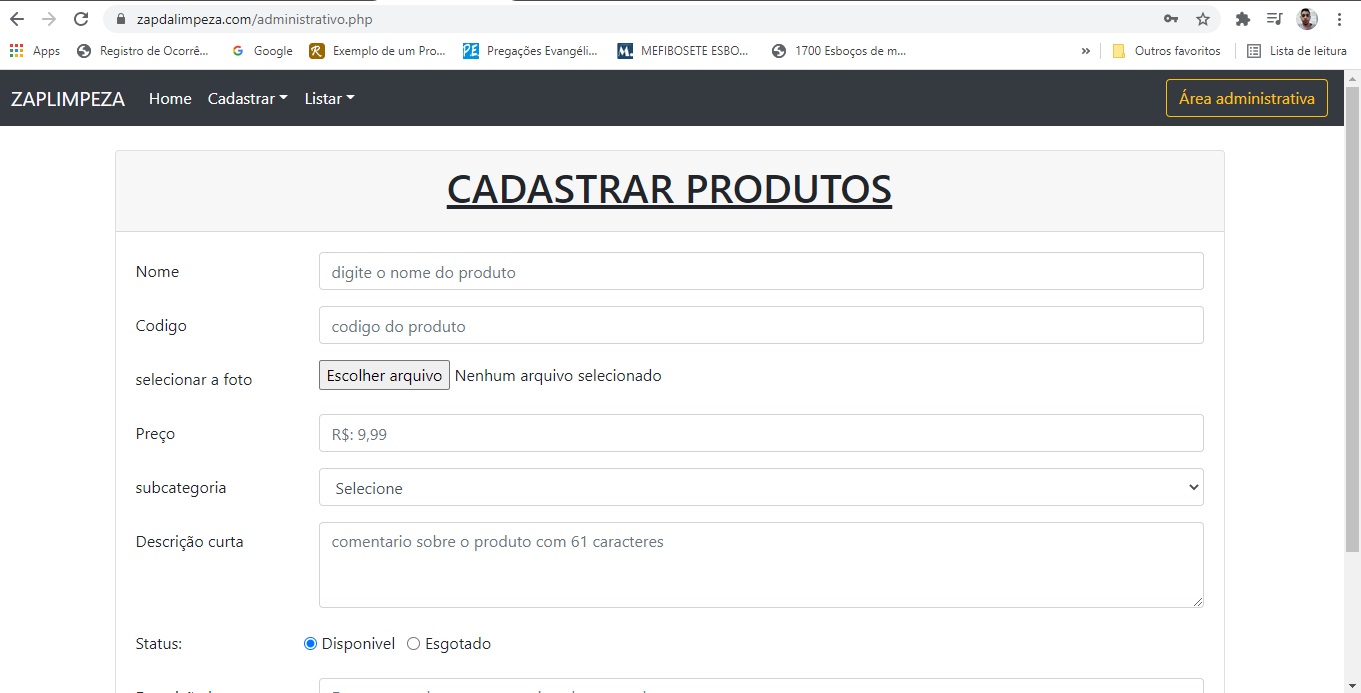 zapdalimpeza.com/administrativo.php
Apps Registro de Ocorrê... Google Exemplo de um Pro... Pregações Evangéli... MEFIBOSETE ESBO... 1700 Esboços de m... » Outros favoritos Lista de leitura
ZAPLIMPEZA Home Cadastrar Listar Área administrativa
CADASTRAR PRODUTOS
Nome digite o nome do produto
Codigo codigo do produto
selecionar a foto Escolher arquivo Nenhum arquivo selecionado
Preço R$: 9,99
subcategoria Selecione
Descrição curta comentario sobre o produto com 61 caracteres
Status: Disponivel Esgotado